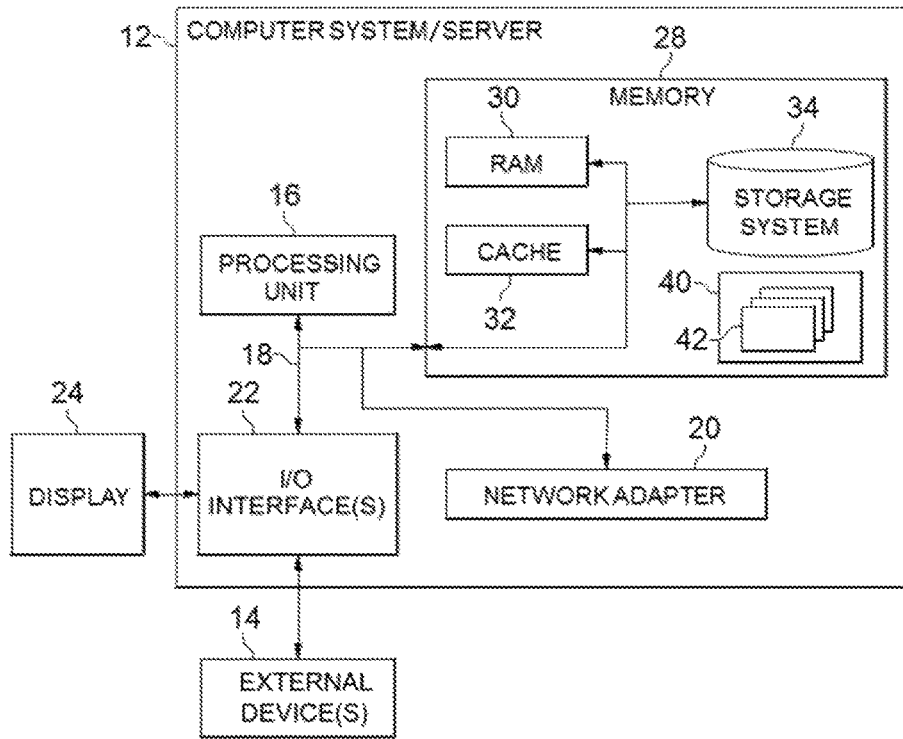 12
COMPUTER SYSTEM/SERVER
28
MEMORY
30
RAM
34
STORAGE
SYSTEM
16
PROCESSING
UNIT
CACHE
32
40
42
18
22
24
DISPLAY
I/O
INTERFACE(S)
20
NETWORK ADAPTER
14
EXTERNAL
DEVICE(S)